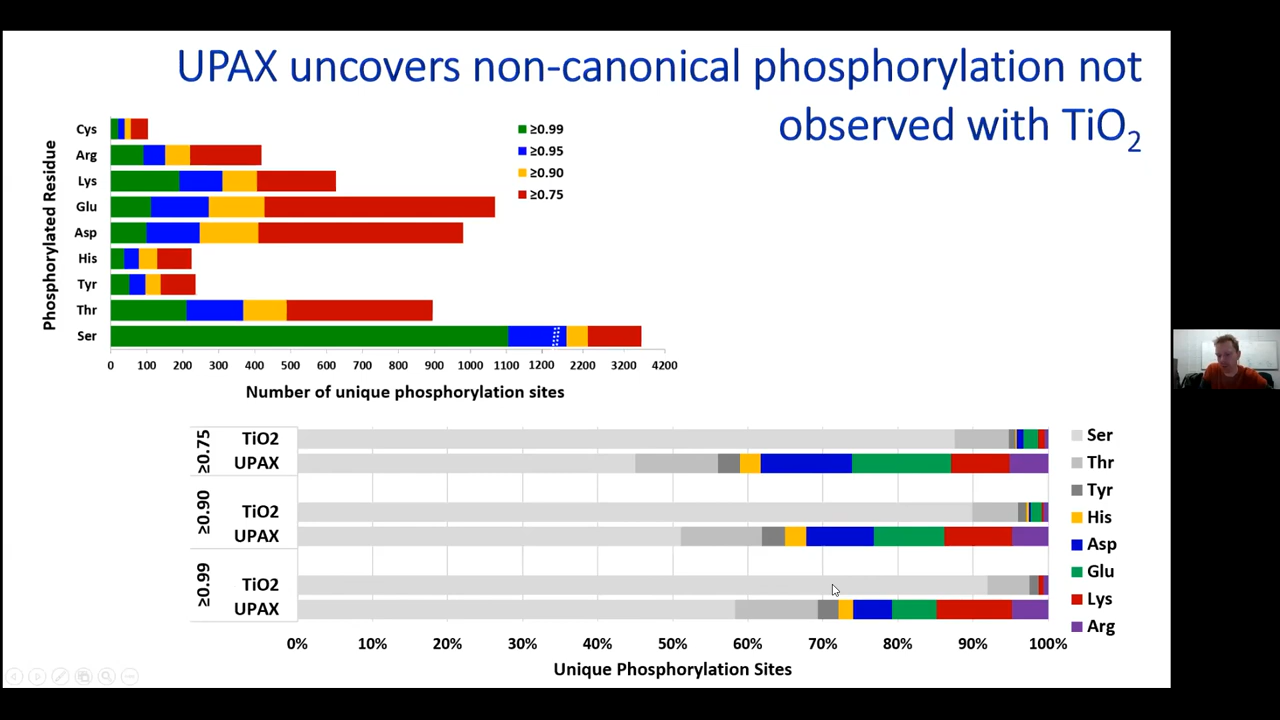 UPAX uncovers non-canonical phosphorylation not
observed with TiO2
Phosphorylated Residue
Cys
Arg
Lys
Glu
Asp
His
Tyr
Thr
Ser
≥0.99
≥0.95
≥0.90
≥0.75
0 100 200 300 400 500 600 700 800 900 1000 1100 1200 2200 3200 4200
Number of unique phosphorylation sites
≥0.75
TiO2
UPAX
≥0.90
TiO2
UPAX
≥0.99
TiO2
UPAX
0% 10% 20% 30% 40% 50% 60% 70% 80% 90% 100%
Unique Phosphorylation Sites
Ser
Thr
Tyr
His
Asp
Glu
Lys
Arg